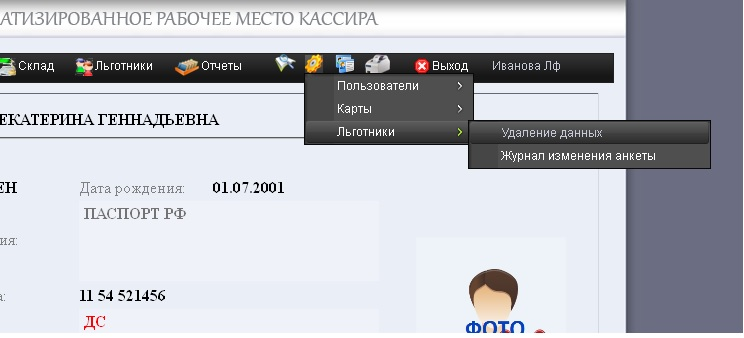 АТИЗИРОВАННОЕ РАБОЧЕЕ МЕСТО КАССИРА
Склад Льготники Отчеты Выход Иванова Лф
Пользователи
Карты
Льготники
Удаление данных
Журнал изменения анкеты
ЕКАТЕРИНА ГЕННАДЬЕВНА
ЕН Дата рождения: 01.07.2001
ПАСПОРТ РФ
ия:
а: 11 54 521456
ДС
ФОТО